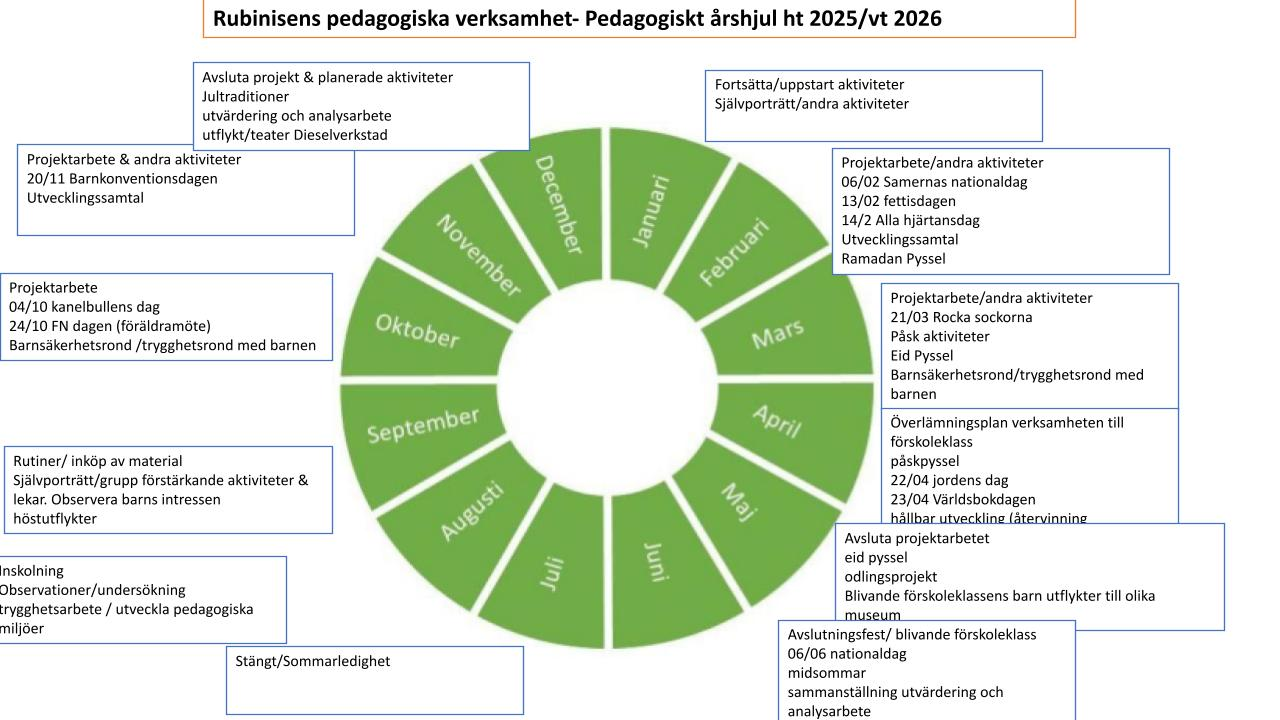 Rubinisens pedagogiska verksamhet- Pedagogiskt årshjul ht 2025/vt 2026
Avsluta projekt & planerade aktiviteter
Jultraditioner
utvärdering och analysarbete
utflykt/teater Dieselverkstad
Fortsätta/uppstart aktiviteter
Självporträtt/andra aktiviteter
Projektarbete & andra aktiviteter
20/11 Barnkonventionsdagen
Utvecklingssamtal
Projektarbete/andra aktiviteter
06/02 Samernas nationaldag
13/02 fettisdagen
14/2 Alla hjärtansdag
Utvecklingssamtal
Ramadan Pyssel
Projektarbete
04/10 kanelbullens dag
24/10 FN dagen (föräldramöte)
Barnsäkerhetsrond /trygghetsrond med barnen
Projektarbete/andra aktiviteter
21/03 Rocka sockorna
Påsk aktiviteter
Eid Pyssel
Barnsäkerhetsrond/trygghetsrond med
barnen
Överlämningsplan verksamheten till
förskoleklass
påskpyssel
22/04 jordens dag
23/04 Världsbokdagen
hållbar utveckling (återvinning
Rutiner/ inköp av material
Självporträtt/grupp förstärkande aktiviteter &
lekar. Observera barns intressen
höstutflykter
Avsluta projektarbetet
eid pyssel
odlingsprojekt
Blivande förskoleklassens barn utflykter till olika
museum
Inskolning
Observationer/undersökning
trygghetsarbete / utveckla pedagogiska
miljöer
Avslutningsfest/ blivande förskoleklass
06/06 nationaldag
midsommar
sammanställning utvärdering och
analysarbete
Stängt/Sommarledighet
Januari
Februari
Mars
April
Maj
Juni
Juli
Augusti
September
Oktober
November
December